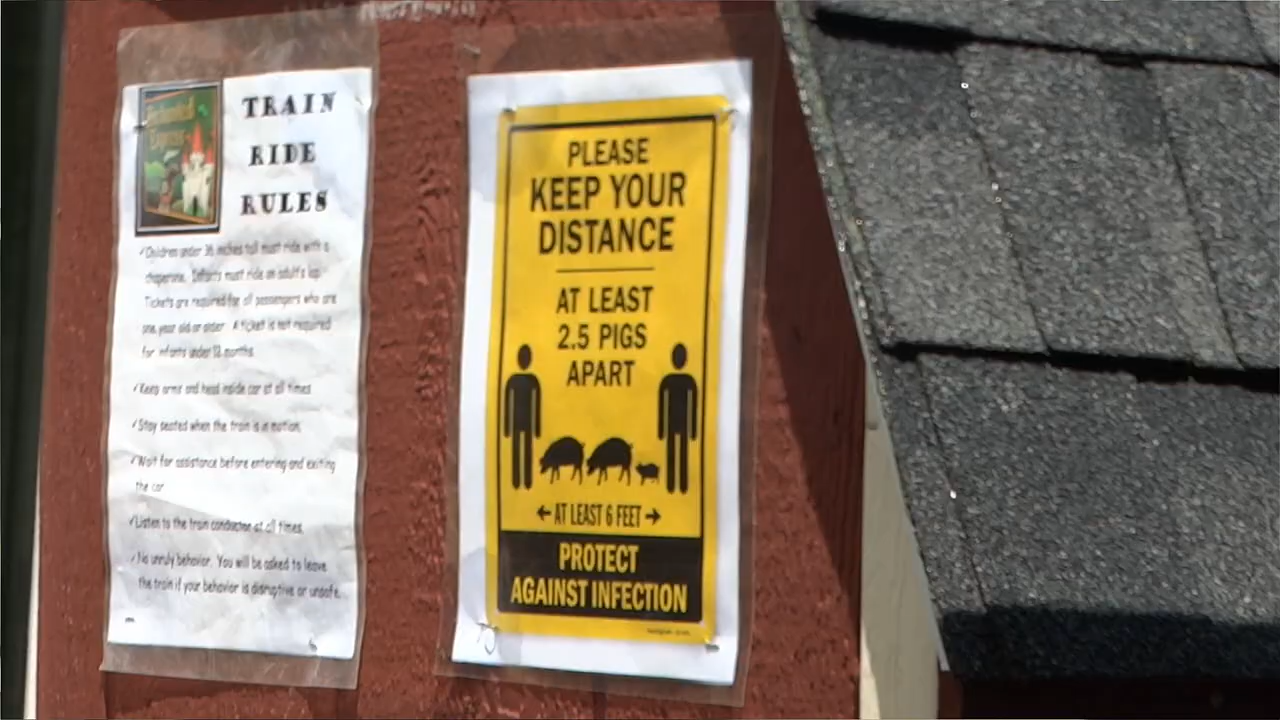 Enchanted
Express
TRAIN
RIDE
RULES
✓Children under 36 inches tall must ride with a
chaperone. Infants must ride on adult's lap.
Tickets are required for all passengers who are
one year old or older. A ticket is not required
for infants under 12 months.
✓Keep arms and head inside car at all times.
✓Stay seated when the train is in motion.
✓Wait for assistance before entering and exiting
the car.
✓Listen to the train conductor at all times.
✓No unruly behavior. You will be asked to leave
the train if your behavior is disruptive or unsafe.
PLEASE
KEEP YOUR
DISTANCE
AT LEAST
2.5 PIGS
APART
←AT LEAST 6 FEET→
PROTECT
AGAINST INFECTION